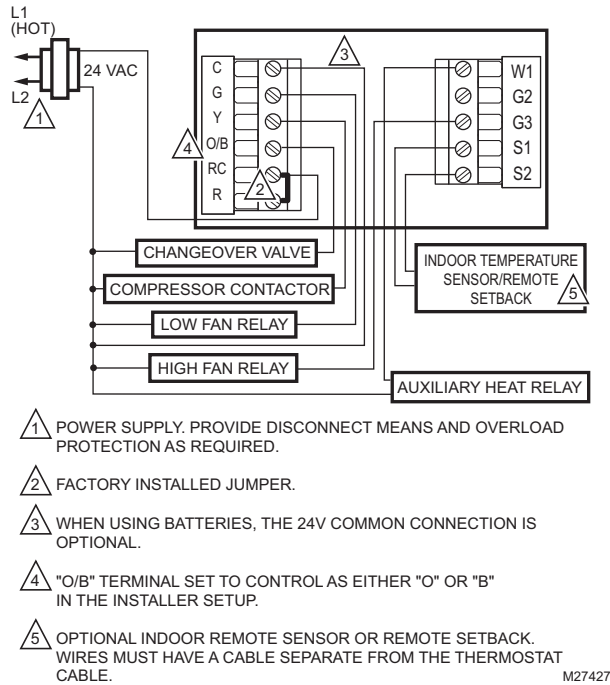 L1
(HOT)
24 VAC
L2
1
C
G
Y
O/B
RC
R
4
2
3
W1
G2
G3
S1
S2
CHANGEOVER VALVE
COMPRESSOR CONTACTOR
LOW FAN RELAY
HIGH FAN RELAY
INDOOR TEMPERATURE
SENSOR/REMOTE
SETBACK
5
AUXILIARY HEAT RELAY
1 POWER SUPPLY. PROVIDE DISCONNECT MEANS AND OVERLOAD
PROTECTION AS REQUIRED.
2 FACTORY INSTALLED JUMPER.
3 WHEN USING BATTERIES, THE 24V COMMON CONNECTION IS
OPTIONAL.
4 "O/B" TERMINAL SET TO CONTROL AS EITHER "O" OR "B"
IN THE INSTALLER SETUP.
5 OPTIONAL INDOOR REMOTE SENSOR OR REMOTE SETBACK.
WIRES MUST HAVE A CABLE SEPARATE FROM THE THERMOSTAT
CABLE.
M27427